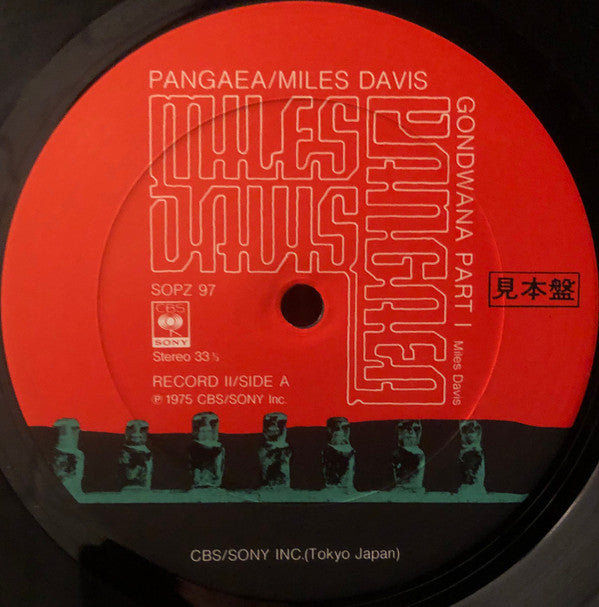 PANGAEA/MILES DAVIS
MILES
DAVIS
PANGAEA
GONDWANA PART I
Miles Davis
見本盤
SOPZ 97
CBS
SONY
Stereo 33⅓
RECORD II/SIDE A
Ⓟ 1975 CBS/SONY Inc.
CBS/SONY INC.(Tokyo Japan)